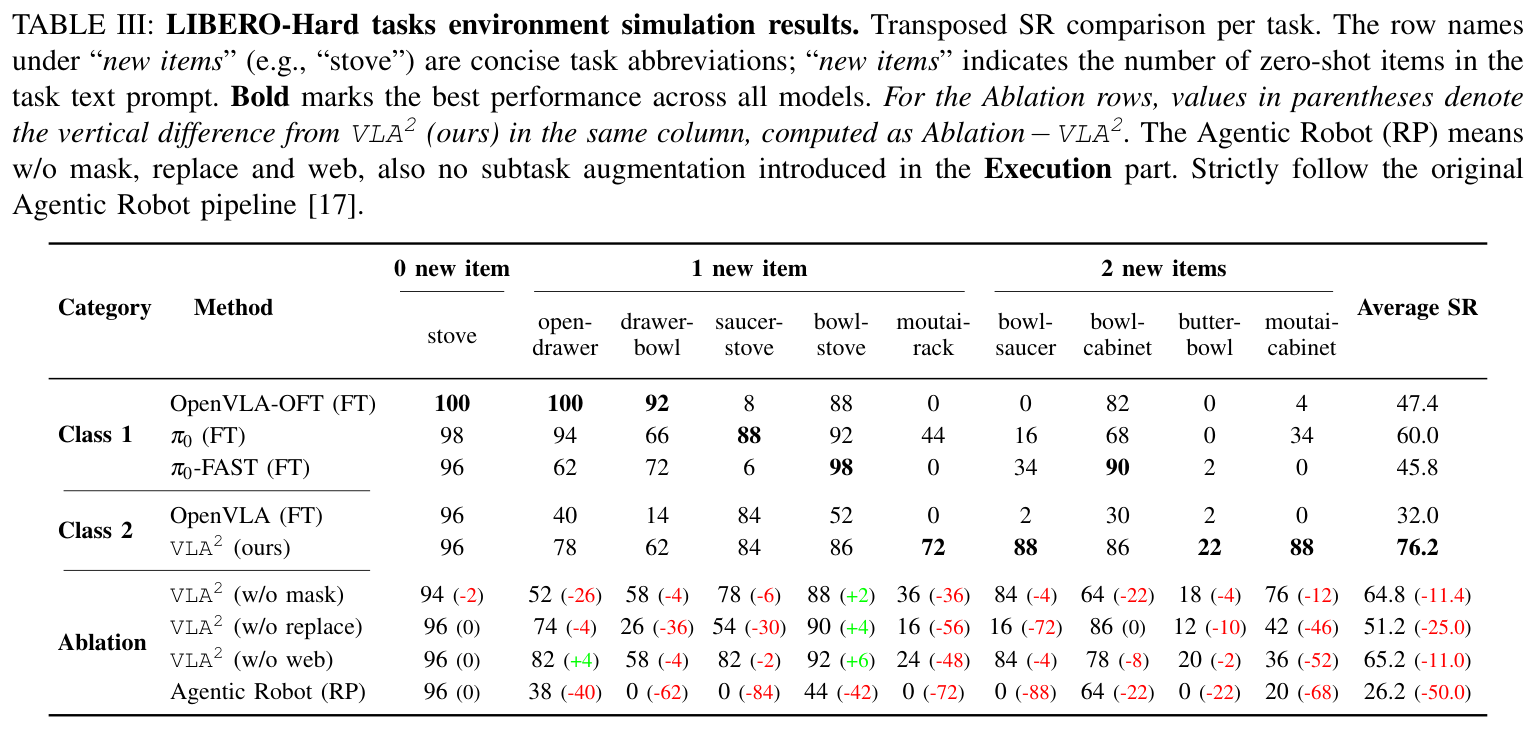 TABLE III: LIBERO-Hard tasks environment simulation results. Transposed SR comparison per task. The row names
under “new items” (e.g., “stove”) are concise task abbreviations; “new items” indicates the number of zero-shot items in the
task text prompt. Bold marks the best performance across all models. For the Ablation rows, values in parentheses denote
the vertical difference from VLA² (ours) in the same column, computed as Ablation − VLA². The Agentic Robot (RP) means
w/o mask, replace and web, also no subtask augmentation introduced in the Execution part. Strictly follow the original
Agentic Robot pipeline [17].
0 new item 1 new item 2 new items
Category Method Average SR
stove open- drawer- saucer- bowl- moutai- bowl- bowl- butter- moutai-
drawer bowl stove stove rack saucer cabinet bowl cabinet
OpenVLA-OFT (FT) 100 100 92 8 88 0 0 82 0 4 47.4
Class 1 π₀ (FT) 98 94 66 88 92 44 16 68 0 34 60.0
π₀-FAST (FT) 96 62 72 6 98 0 34 90 2 0 45.8
OpenVLA (FT) 96 40 14 84 52 0 2 30 2 0 32.0
Class 2
VLA² (ours) 96 78 62 84 86 72 88 86 22 88 76.2
VLA² (w/o mask) 94 (-2) 52 (-26) 58 (-4) 78 (-6) 88 (+2) 36 (-36) 84 (-4) 64 (-22) 18 (-4) 76 (-12) 64.8 (-11.4)
VLA² (w/o replace) 96 (0) 74 (-4) 26 (-36) 54 (-30) 90 (+4) 16 (-56) 16 (-72) 86 (0) 12 (-10) 42 (-46) 51.2 (-25.0)
Ablation
VLA² (w/o web) 96 (0) 82 (+4) 58 (-4) 82 (-2) 92 (+6) 24 (-48) 84 (-4) 78 (-8) 20 (-2) 36 (-52) 65.2 (-11.0)
Agentic Robot (RP) 96 (0) 38 (-40) 0 (-62) 0 (-84) 44 (-42) 0 (-72) 0 (-88) 64 (-22) 0 (-22) 20 (-68) 26.2 (-50.0)